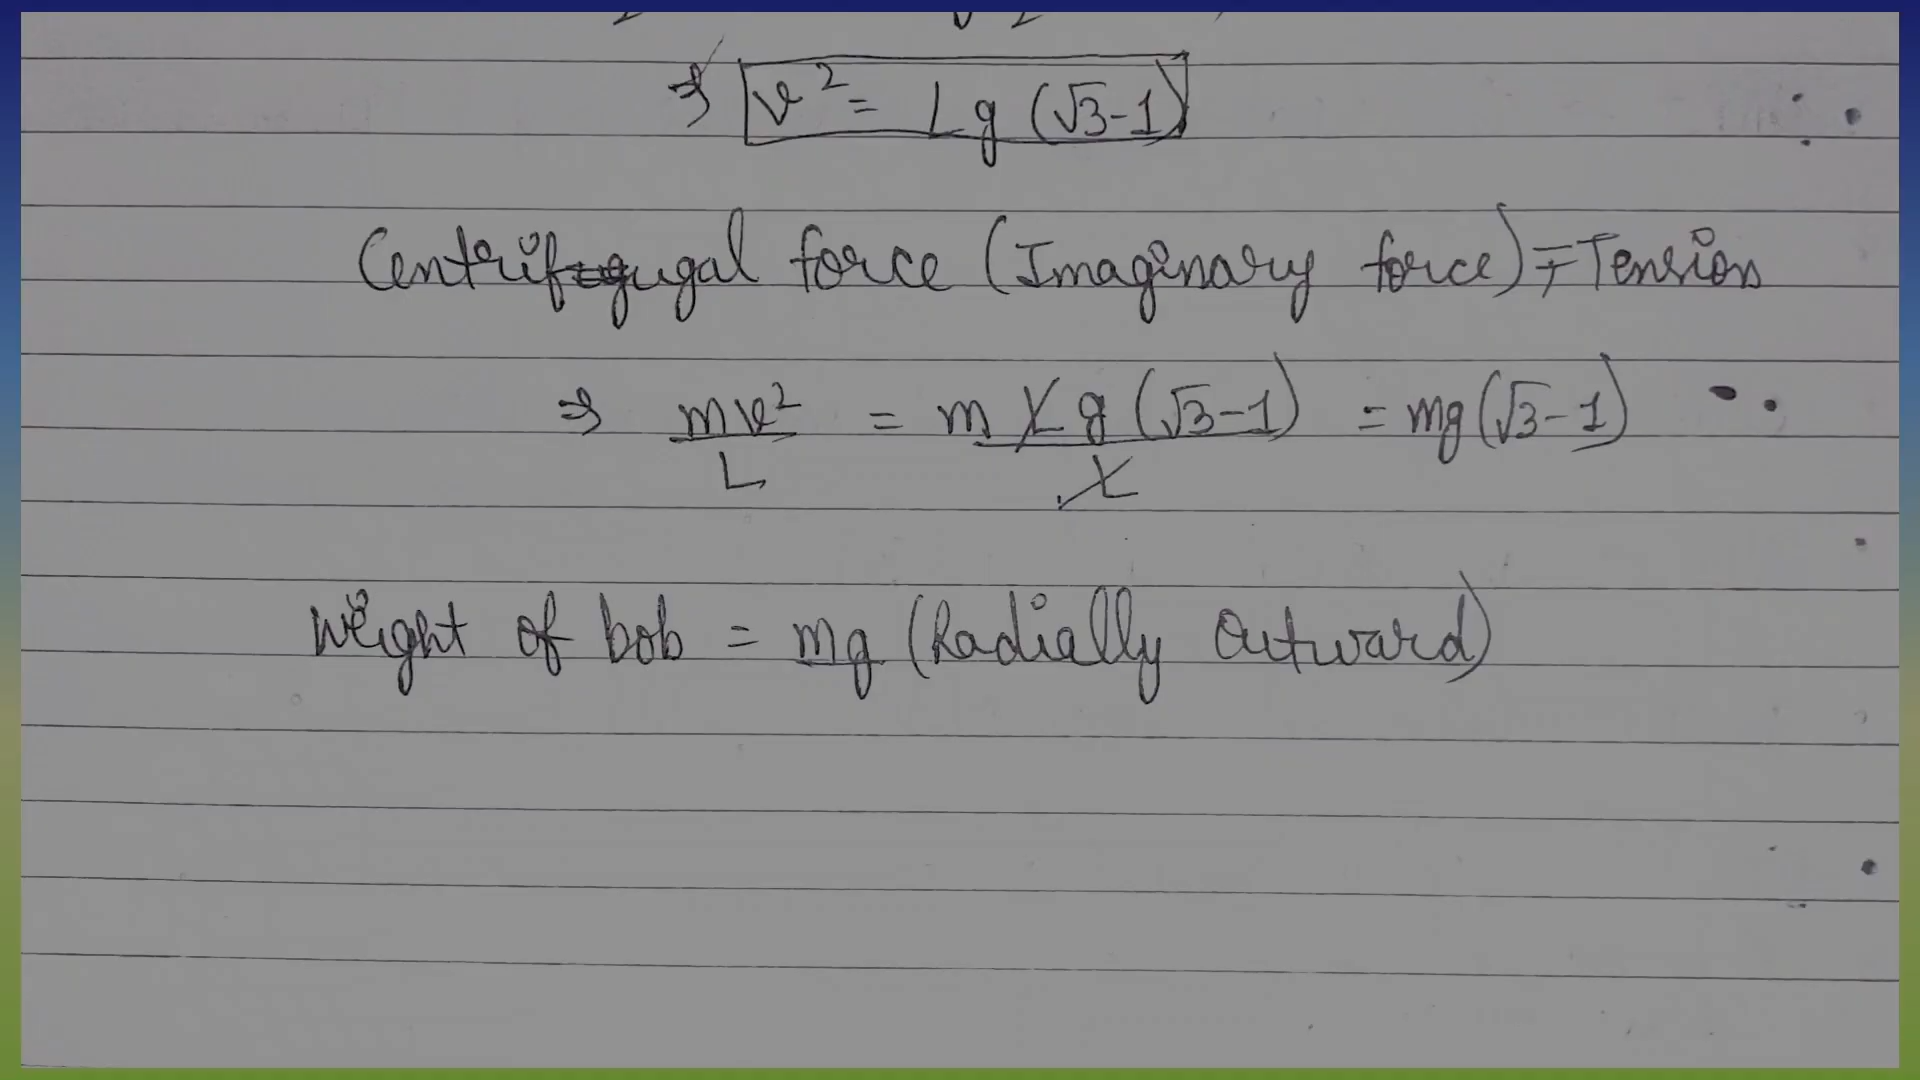 ⇒ v² = Lg (√3-1)
Centrifugal force (Imaginary force) ≠ Tension
⇒ mv²/L = m L g (√3-1)/L = mg (√3-1)
Weight of bob = mg (Radially Outward)